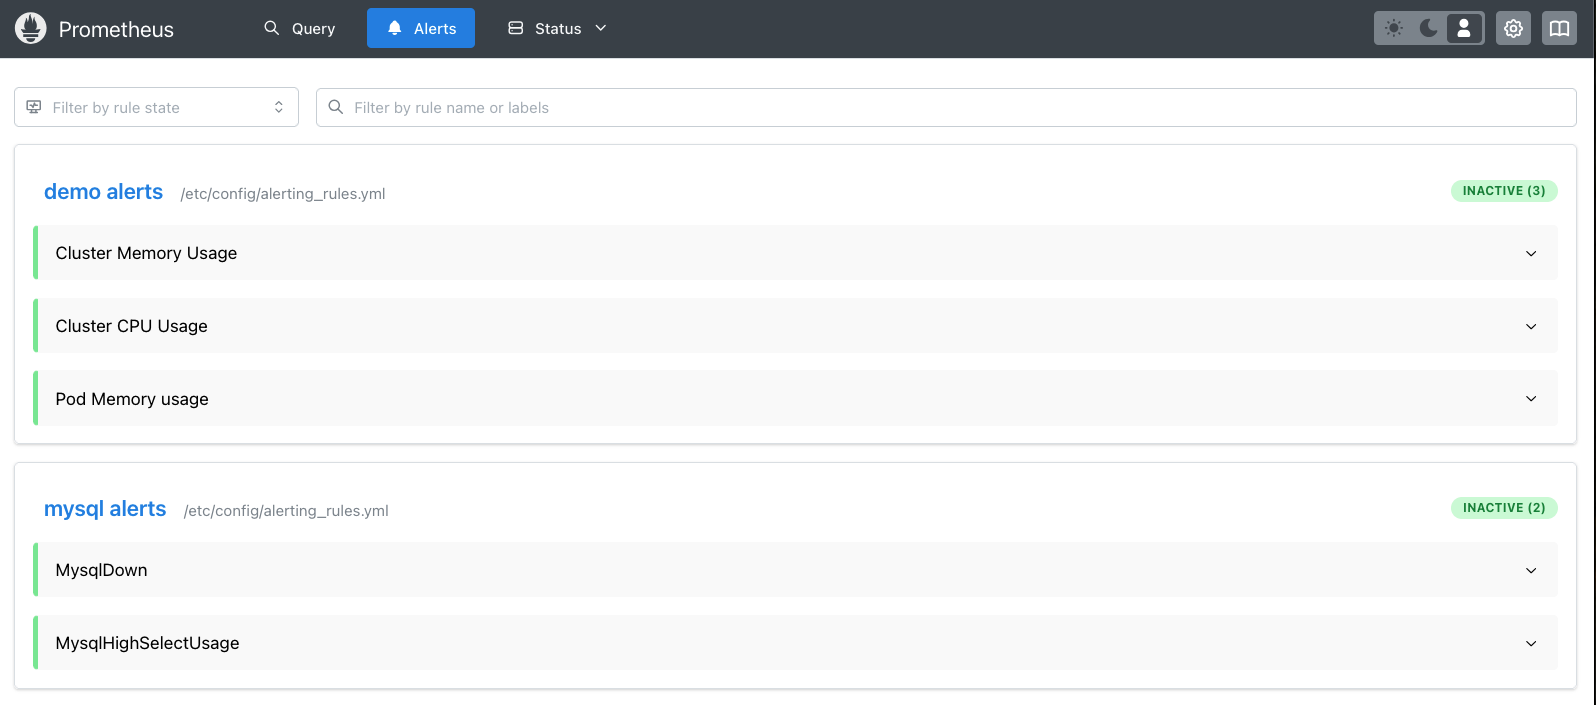 Prometheus Query Alerts Status
Filter by rule state Filter by rule name or labels
demo alerts /etc/config/alerting_rules.yml INACTIVE (3)
Cluster Memory Usage
Cluster CPU Usage
Pod Memory usage
mysql alerts /etc/config/alerting_rules.yml INACTIVE (2)
MysqlDown
MysqlHighSelectUsage